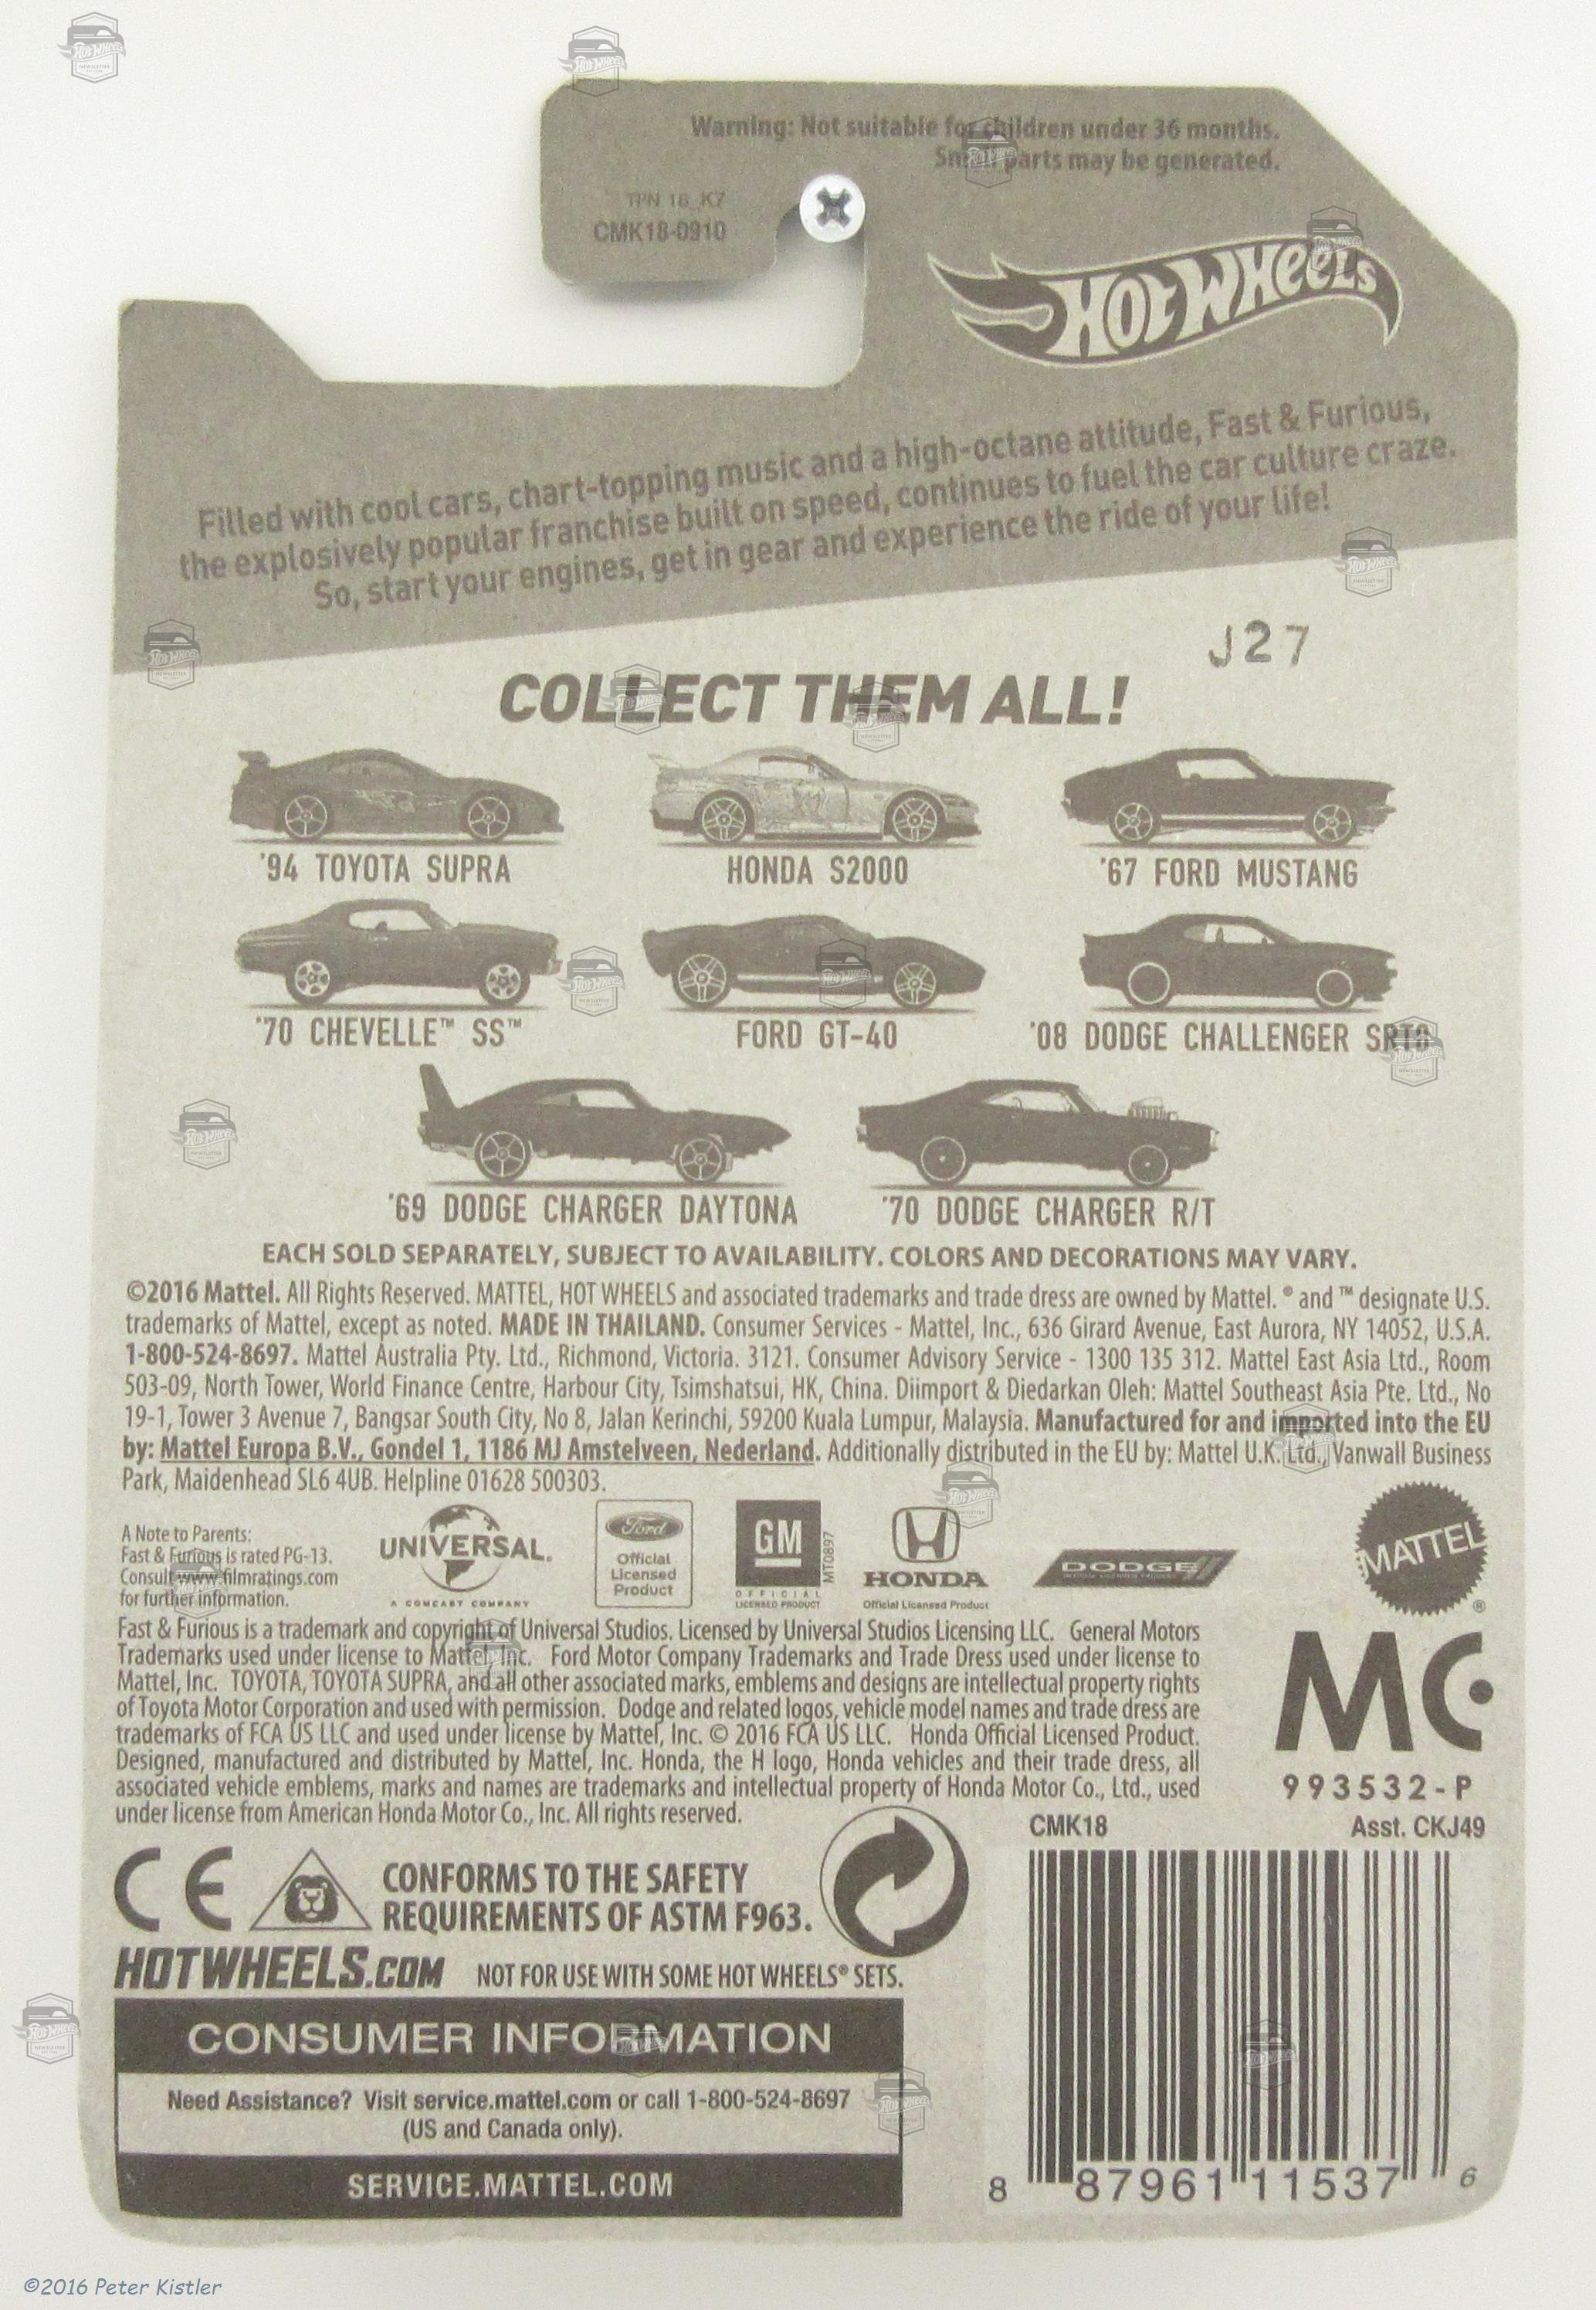 Warning: Not suitable for children under 36 months.
Small parts may be generated.
TPN 16_K7
CMK18-0910
HOT WHEELS
Filled with cool cars, chart-topping music and a high-octane attitude, Fast & Furious,
the explosively popular franchise built on speed, continues to fuel the car culture craze.
So, start your engines, get in gear and experience the ride of your life!
J27
COLLECT THEM ALL!
'94 TOYOTA SUPRA
HONDA S2000
'67 FORD MUSTANG
'70 CHEVELLE™ SS™
FORD GT-40
'08 DODGE CHALLENGER SRT8
'69 DODGE CHARGER DAYTONA
'70 DODGE CHARGER R/T
EACH SOLD SEPARATELY, SUBJECT TO AVAILABILITY. COLORS AND DECORATIONS MAY VARY.
©2016 Mattel. All Rights Reserved. MATTEL, HOT WHEELS and associated trademarks and trade dress are owned by Mattel. ® and ™ designate U.S.
trademarks of Mattel, except as noted. MADE IN THAILAND. Consumer Services - Mattel, Inc., 636 Girard Avenue, East Aurora, NY 14052, U.S.A.
1-800-524-8697. Mattel Australia Pty. Ltd., Richmond, Victoria. 3121. Consumer Advisory Service - 1300 135 312. Mattel East Asia Ltd., Room
503-09, North Tower, World Finance Centre, Harbour City, Tsimshatsui, HK, China. Diimport & Diedarkan Oleh: Mattel Southeast Asia Pte. Ltd., No
19-1, Tower 3 Avenue 7, Bangsar South City, No 8, Jalan Kerinchi, 59200 Kuala Lumpur, Malaysia. Manufactured for and imported into the EU
by: Mattel Europa B.V., Gondel 1, 1186 MJ Amstelveen, Nederland. Additionally distributed in the EU by: Mattel U.K. Ltd., Vanwall Business
Park, Maidenhead SL6 4UB. Helpline 01628 500303.
A Note to Parents:
Fast & Furious is rated PG-13.
Consult www.filmratings.com
for further information.
UNIVERSAL®
A COMCAST COMPANY
Ford
Official
Licensed
Product
GM
OFFICIAL
LICENSED PRODUCT
MT0897
HONDA
Official Licensed Product
DODGE
MATTEL®
Fast & Furious is a trademark and copyright of Universal Studios. Licensed by Universal Studios Licensing LLC. General Motors
Trademarks used under license to Mattel, Inc. Ford Motor Company Trademarks and Trade Dress used under license to
Mattel, Inc. TOYOTA, TOYOTA SUPRA, and all other associated marks, emblems and designs are intellectual property rights
of Toyota Motor Corporation and used with permission. Dodge and related logos, vehicle model names and trade dress are
trademarks of FCA US LLC and used under license by Mattel, Inc. © 2016 FCA US LLC. Honda Official Licensed Product.
Designed, manufactured and distributed by Mattel, Inc. Honda, the H logo, Honda vehicles and their trade dress, all
associated vehicle emblems, marks and names are trademarks and intellectual property of Honda Motor Co., Ltd., used
under license from American Honda Motor Co., Inc. All rights reserved.
MC
993532-P
CMK18
Asst. CKJ49
CE
CONFORMS TO THE SAFETY
REQUIREMENTS OF ASTM F963.
HOTWHEELS.COM
NOT FOR USE WITH SOME HOT WHEELS® SETS.
CONSUMER INFORMATION
Need Assistance? Visit service.mattel.com or call 1-800-524-8697
(US and Canada only).
SERVICE.MATTEL.COM
8 87961 11537 6
©2016 Peter Kistler